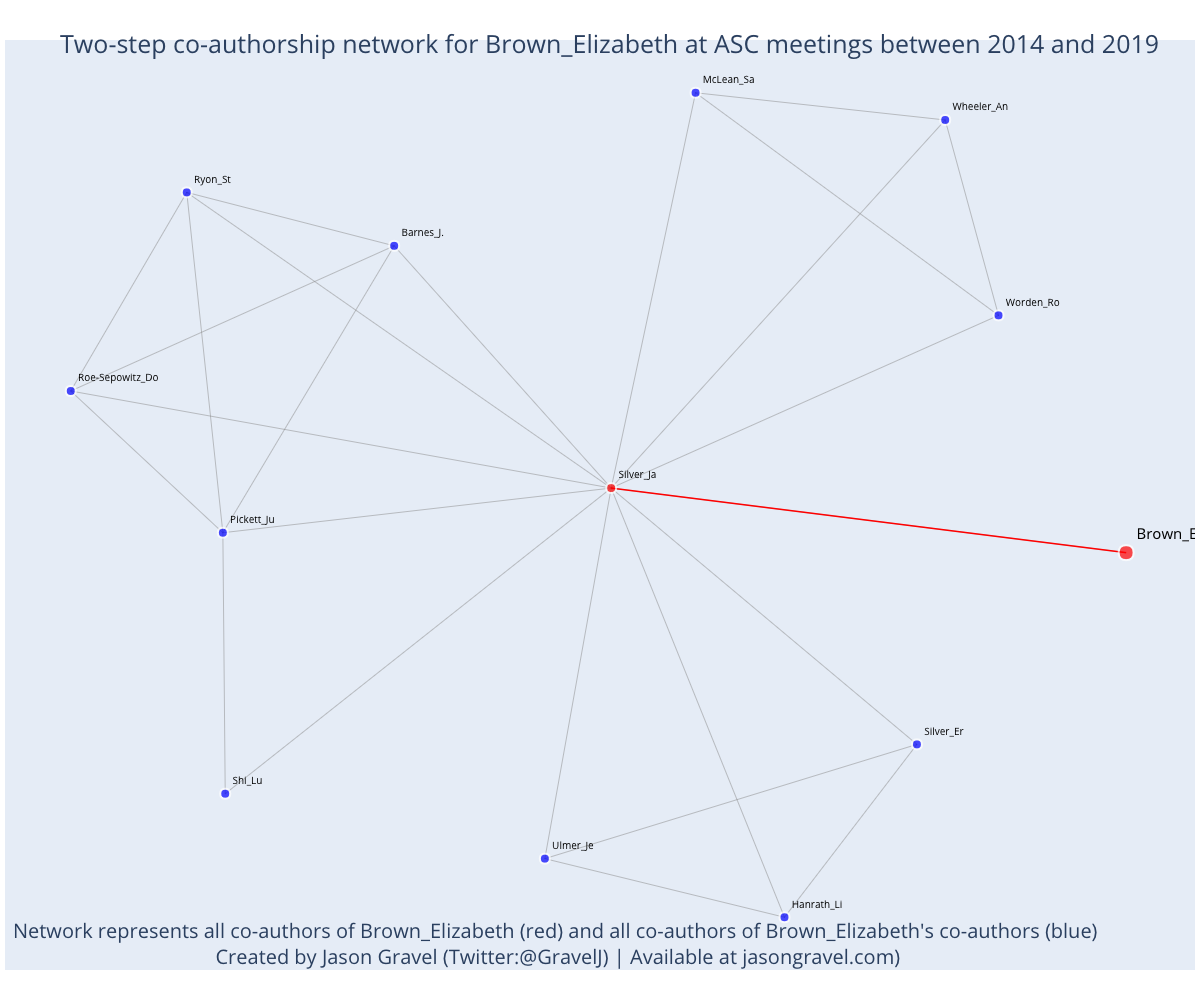 Two-step co-authorship network for Brown_Elizabeth at ASC meetings between 2014 and 2019
McLean_Sa
Wheeler_An
Ryon_St
Barnes_J.
Worden_Ro
Roe-Sepowitz_Do
Silver_Ja
Pickett_Ju
Brown_E
Silver_Er
Shi_Lu
Ulmer_Je
Hanrath_Li
Network represents all co-authors of Brown_Elizabeth (red) and all co-authors of Brown_Elizabeth's co-authors (blue)
Created by Jason Gravel (Twitter:@GravelJ) | Available at jasongravel.com)